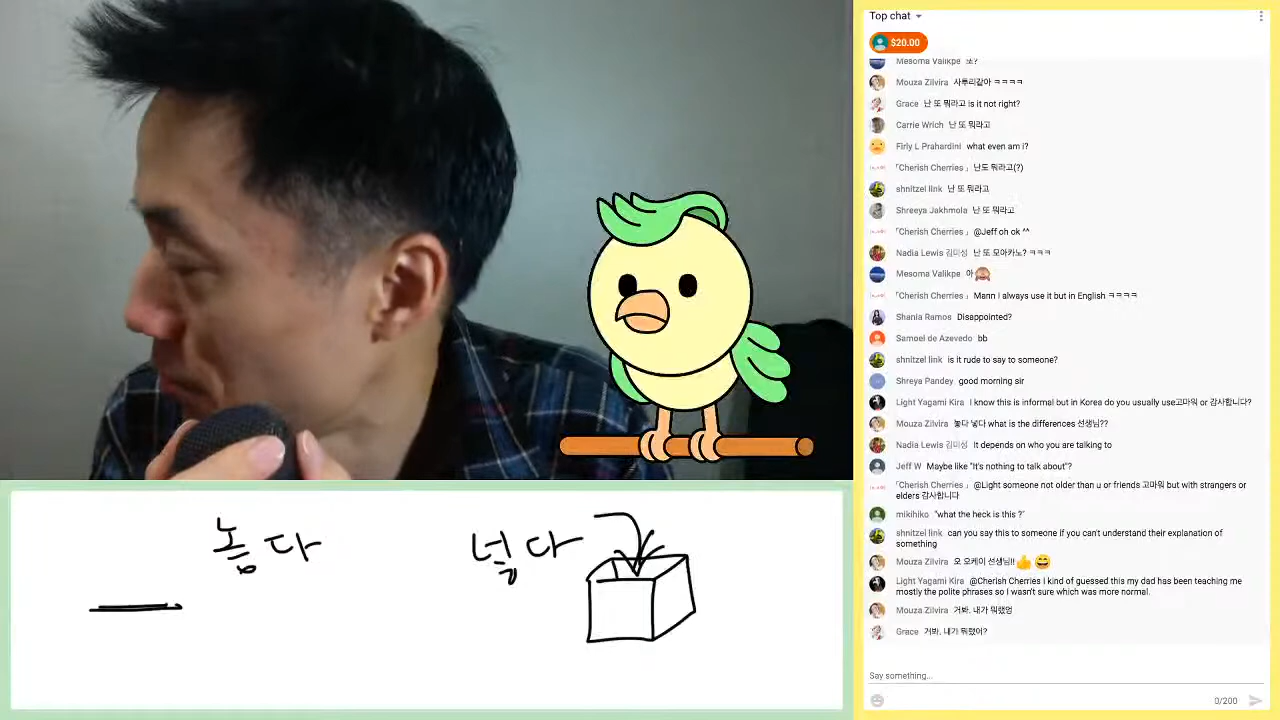 Top chat
$20.00
Mesoma Valikpe 또?
Mouza Zilvira 사투리같아 ㅋㅋㅋㅋ
Grace 난 또 뭐라고 is it not right?
Carrie Wrich 난 또 뭐라고
Firly L Prahardini what even am i?
「Cherish Cherries 」 난도 뭐라고(?)
shnitzel link 난 또 뭐라고
Shreeya Jakhmola 난 또 뭐라고
「Cherish Cherries 」 @Jeff oh ok ^^
Nadia Lewis 김미성 난 또 모아카노? ㅋㅋㅋ
Mesoma Valikpe 아
「Cherish Cherries 」 Mann I always use it but in English ㅋㅋㅋㅋ
Shania Ramos Disappointed?
Samoel de Azevedo bb
shnitzel link is it rude to say to someone?
Shreya Pandey good morning sir
Light Yagami Kira I know this is informal but in Korea do you usually use고마워 or 감사합니다?
Mouza Zilvira 놓다 넣다 what is the differences 선생님??
Nadia Lewis 김미성 It depends on who you are talking to
Jeff W Maybe like "It's nothing to talk about"?
「Cherish Cherries 」 @Light someone not older than u or friends 고마워 but with strangers or
elders 감사합니다
mikihiko "what the heck is this ?"
shnitzel link can you say this to someone if you can't understand their explanation of
something
Mouza Zilvira 오 오케이 선생님!!
Light Yagami Kira @Cherish Cherries I kind of guessed this my dad has been teaching me
mostly the polite phrases so I wasn't sure which was more normal.
Mouza Zilvira 거봐. 내가 뭐랬엉
Grace 거봐. 내가 뭐랬어?
Say something...
0/200
놓다 넣다